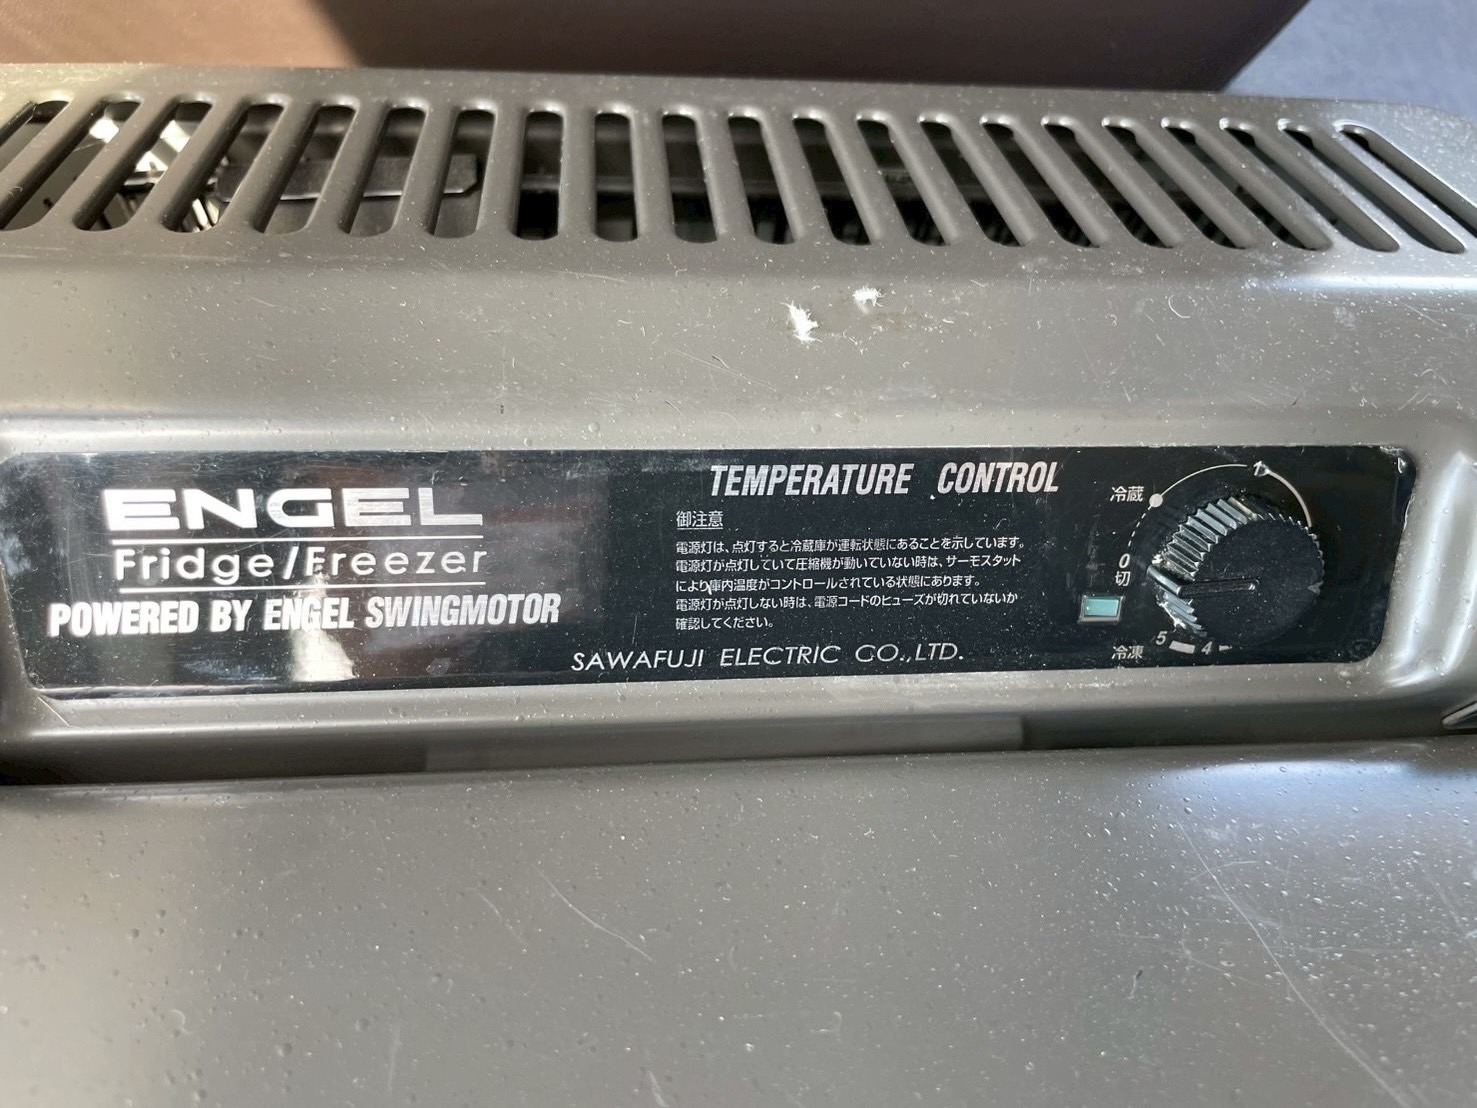 ENGEL
Fridge/Freezer
POWERED BY ENGEL SWINGMOTOR
TEMPERATURE CONTROL
御注意
電源灯は、点灯すると冷蔵庫が運転状態にあることを示しています。
電源灯が点灯していて圧縮機が動いていない時は、サーモスタット
により庫内温度がコントロールされている状態にあります。
電源灯が点灯しない時は、電源コードのヒューズが切れていないか
確認してください。
SAWAFUJI ELECTRIC CO.,LTD.
冷蔵
1
0
切
冷凍 5 4